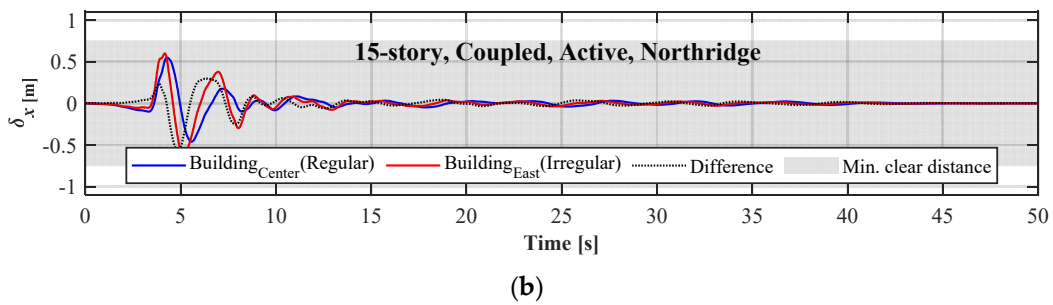 1
0.5
0
-0.5
-1
δx [m]
15-story, Coupled, Active, Northridge
BuildingCenter(Regular) BuildingEast(Irregular) Difference Min. clear distance
0 5 10 15 20 25 30 35 40 45 50
Time [s]
(b)